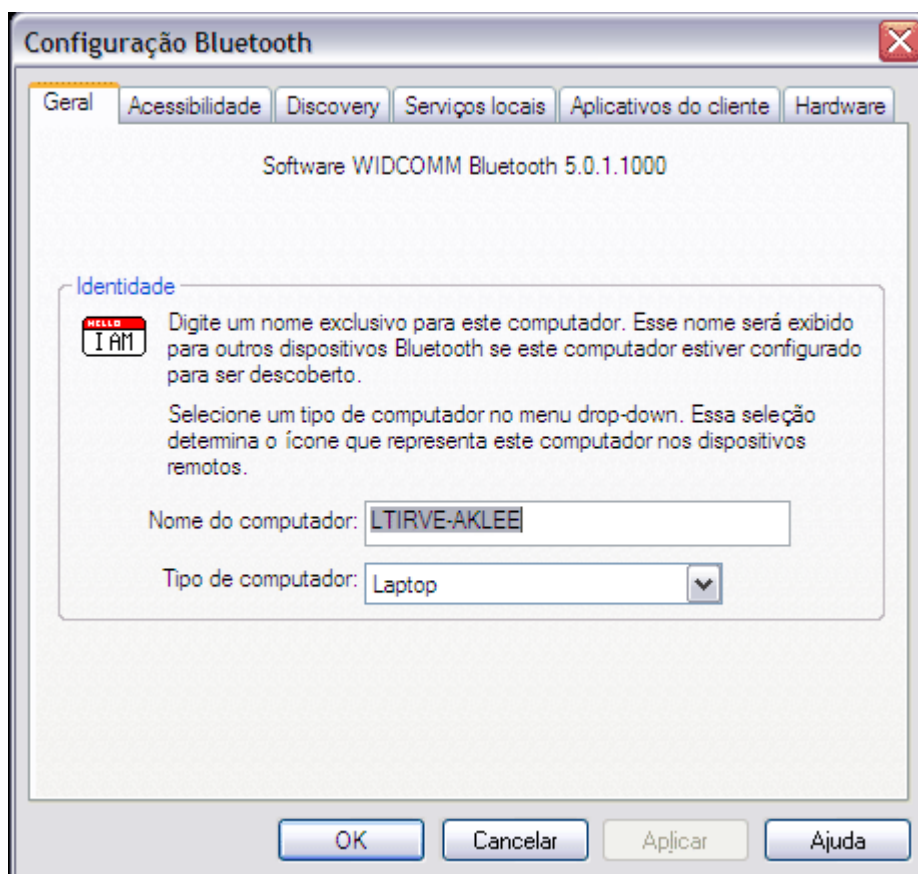 Configuração Bluetooth
Geral Acessibilidade Discovery Serviços locais Aplicativos do cliente Hardware
Software WIDCOMM Bluetooth 5.0.1.1000
Identidade
HELLO
I AM
Digite um nome exclusivo para este computador. Esse nome será exibido
para outros dispositivos Bluetooth se este computador estiver configurado
para ser descoberto.
Selecione um tipo de computador no menu drop-down. Essa seleção
determina o ícone que representa este computador nos dispositivos
remotos.
Nome do computador: LTIRVE-AKLEE
Tipo de computador: Laptop
OK Cancelar Aplicar Ajuda